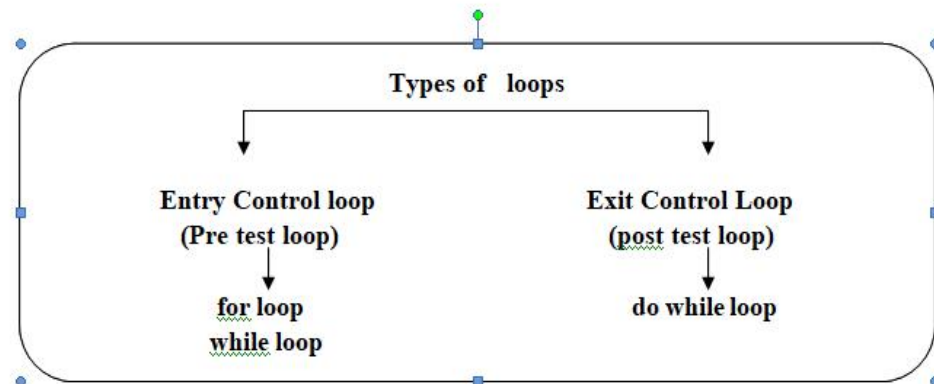 Types of loops
Entry Control loop
(Pre test loop)
for loop
while loop
Exit Control Loop
(post test loop)
do while loop